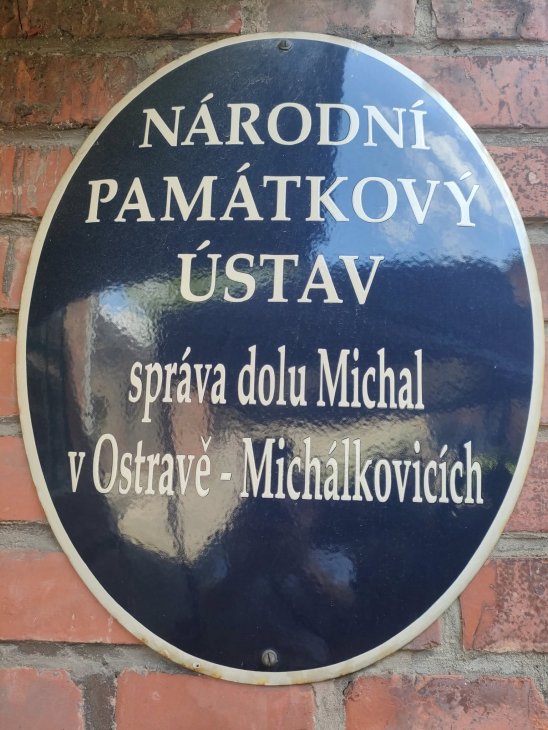 NÁRODNÍ
PAMÁTKOVÝ
ÚSTAV
správa dolu Michal
v Ostravě - Michálkovicích